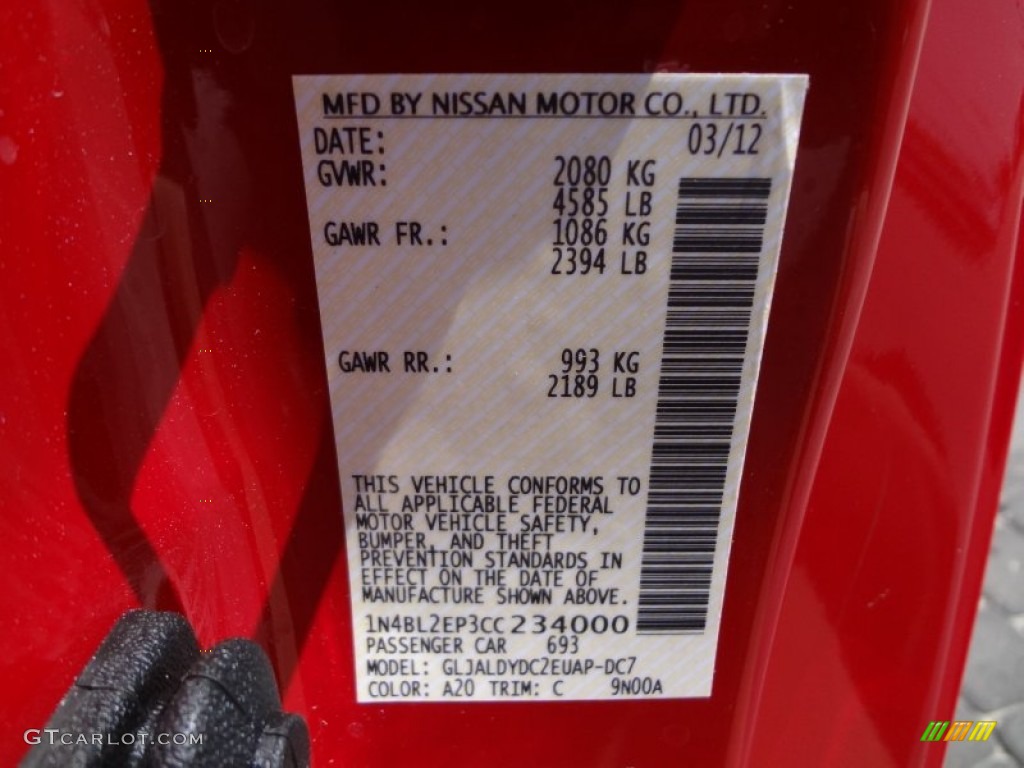 MFD BY NISSAN MOTOR CO., LTD.
DATE: 03/12
GVWR: 2080 KG
4585 LB
GAWR FR.: 1086 KG
2394 LB
GAWR RR.: 993 KG
2189 LB
THIS VEHICLE CONFORMS TO
ALL APPLICABLE FEDERAL
MOTOR VEHICLE SAFETY,
BUMPER, AND THEFT
PREVENTION STANDARDS IN
EFFECT ON THE DATE OF
MANUFACTURE SHOWN ABOVE.
1N4BL2EP3CC234000
PASSENGER CAR 693
MODEL: GLJALDYDC2EUAP-DC7
COLOR: A20 TRIM: C 9N00A
GTCARLOT.COM